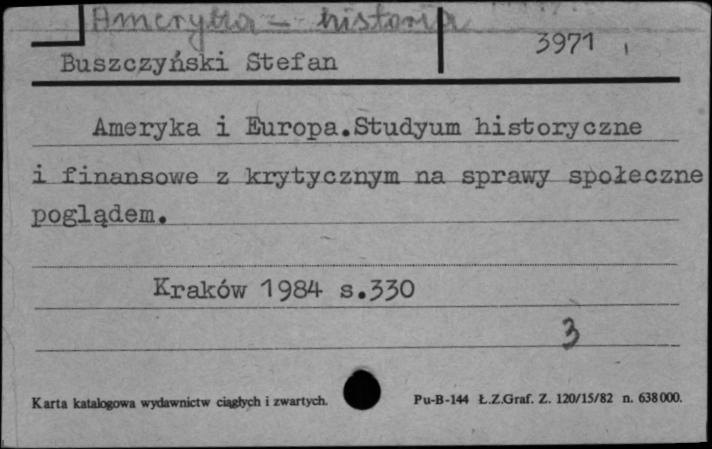 Ameryka - historia
3971
Buszczyński Stefan
Ameryka i Europa.Studyum historyczne
i finansowe z krytycznym na sprawy społeczne
poglądem.
Kraków 1984 s.330
3
Karta katalogowa wydawnictw ciągłych i zwartych.
Pu-B-144 Ł.Z.Graf. Z. 120/15/82 n. 638000.